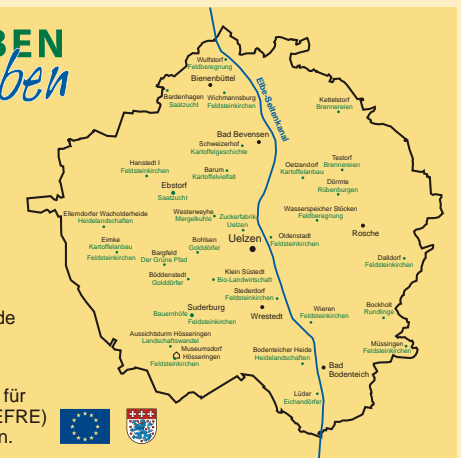 BEN
ben
Wulfstorf
Feldberegnung
Bienenbüttel
Bardenhagen
Saatzucht
Wichmannsburg
Feldsteinkirchen
Elbe-Seitenkanal
Kettelstorf
Brennereien
Bad Bevensen
Schweizerhof
Kartoffelgeschichte
Hanstedt I
Feldsteinkirchen
Barum
Kartoffelvielfalt
Oetzendorf
Kartoffelanbau
Testorf
Brennereien
Ebstorf
Saatzucht
Dörmte
Rübenburgen
Ellerndorfer Wacholderheide
Heidelandschaften
Westerweyhe
Mergelkuhle
Zuckerfabrik
Uelzen
Wasserspeicher Stöcken
Feldberegnung
Rosche
Eimke
Kartoffelanbau
Feldsteinkirchen
Bohlsen
Golddörfer
Uelzen
Oldenstadt
Feldsteinkirchen
Bargfeld
Der Grüne Pfad
Dalldorf
Feldsteinkirchen
Böddenstedt
Golddörfer
Klein Süstedt
Bio-Landwirtschaft
Stederdorf
Feldsteinkirchen
Suderburg
Bauernhöfe
Feldsteinkirchen
Wrestedt
Wieren
Feldsteinkirchen
Bockholt
Rundlinge
Aussichtsturm Hösseringen
Landschaftswandel
Museumsdorf
Hösseringen
Feldsteinkirchen
Bodenteicher Heide
Heidelandschaften
Müssingen
Feldsteinkirchen
Bad
Bodenteich
Lüder
Eichendörfer
de
für
EFRE)
n.